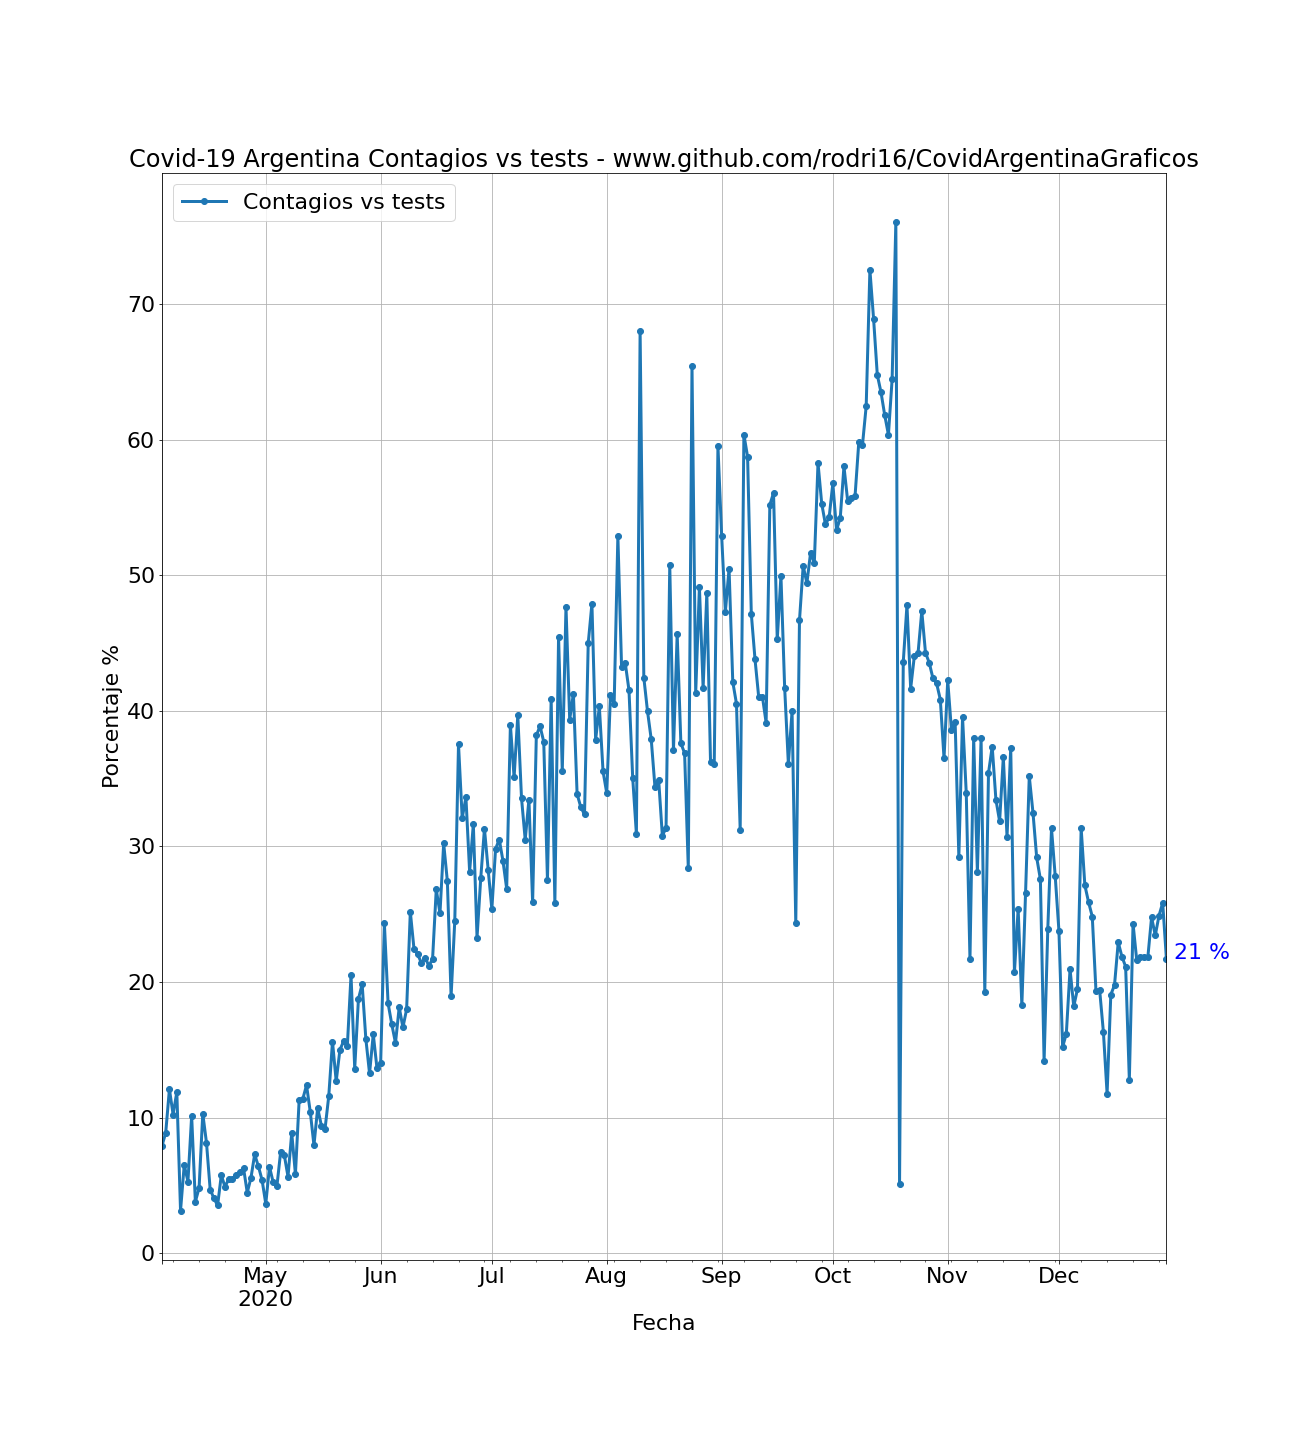 Covid-19 Argentina Contagios vs tests - www.github.com/rodri16/CovidArgentinaGraficos
Contagios vs tests
70
60
50
40
30
20
10
0
Porcentaje %
21 %
May Jun Jul Aug Sep Oct Nov Dec
2020
Fecha